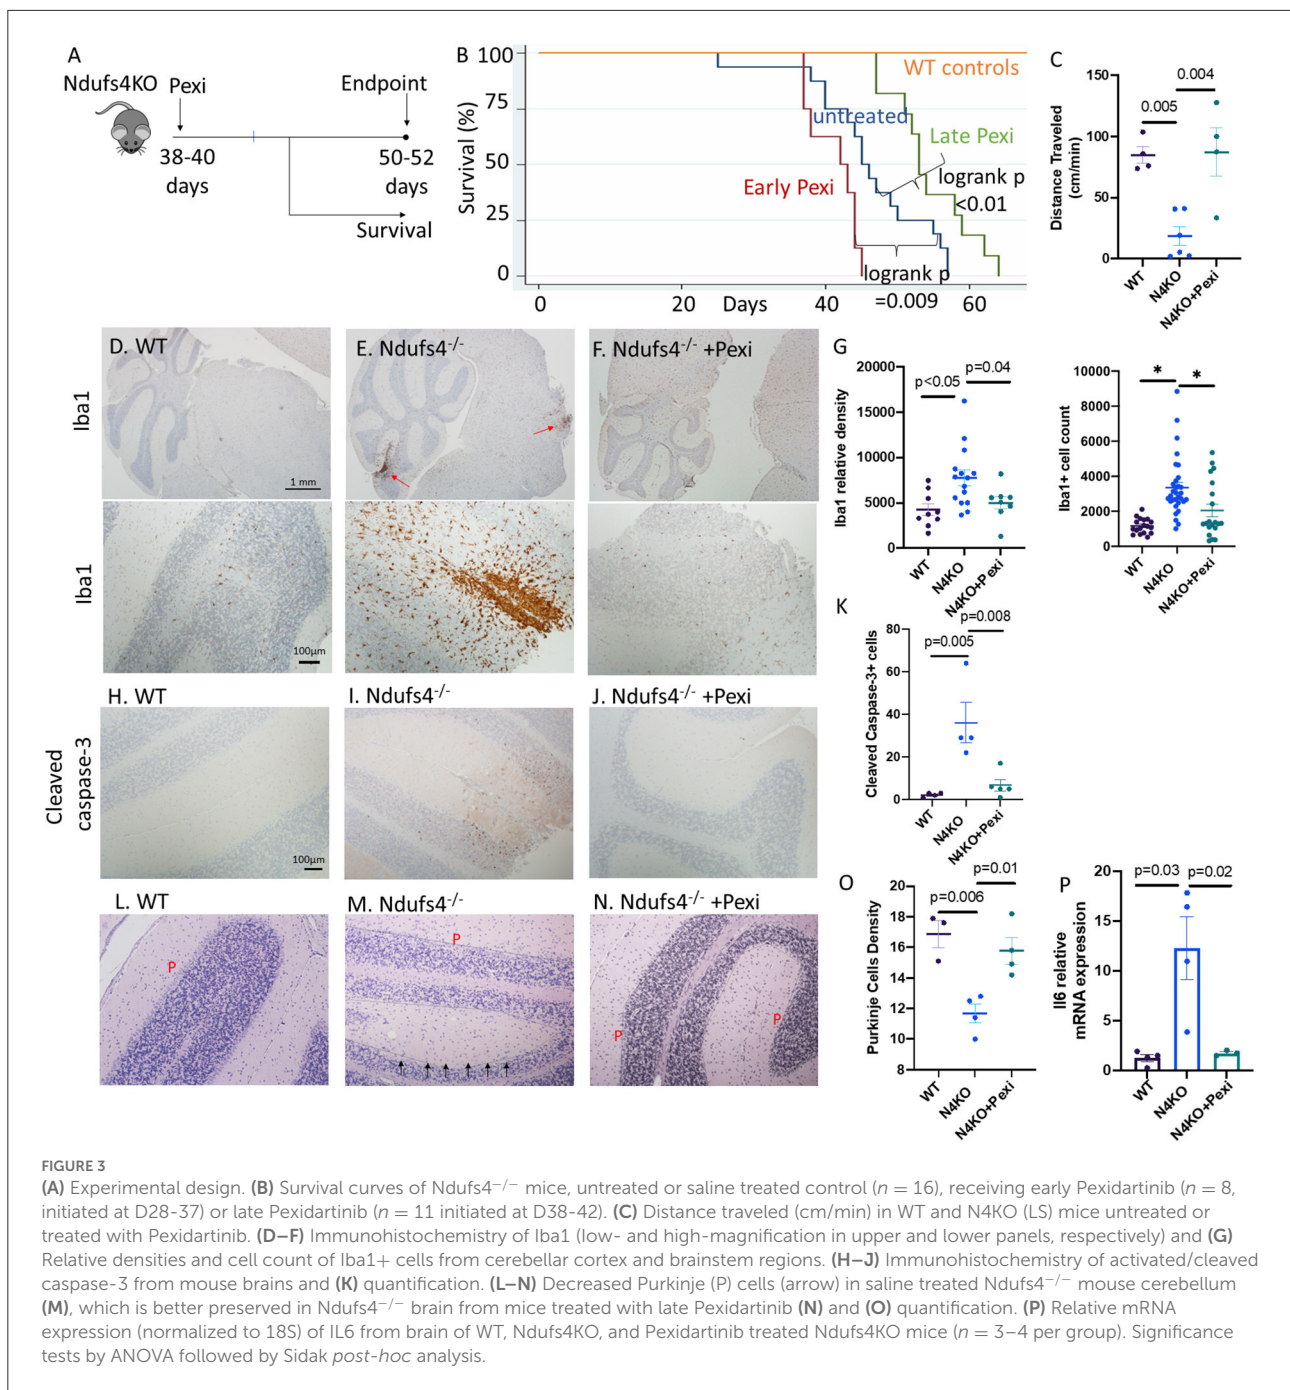 A
Ndufs4KO
Pexi
Endpoint
38-40
days
50-52
days
Survival
B
Survival (%)
100
75
50
25
0
0
20
40
60
Days
WT controls
untreated
Late Pexi
Early Pexi
logrank p
<0.01
logrank p
=0.009
C
Distance Traveled
(cm/min)
150
100
50
0
0.005
0.004
WT
N4KO
N4KO+Pexi
D. WT
E. Ndufs4-/-
F. Ndufs4-/- +Pexi
Iba1
1 mm
Iba1
100µm
G
Iba1 relative density
20000
15000
10000
5000
0
p<0.05
p=0.04
WT
N4KO
N4KO+Pexi
Iba1+ cell count
10000
8000
6000
4000
2000
0
*
*
WT
N4KO
N4KO+Pexi
H. WT
I. Ndufs4-/-
J. Ndufs4-/- +Pexi
Cleaved
caspase-3
100µm
K
Cleaved Caspase-3+ cells
80
60
40
20
0
p=0.005
p=0.008
WT
N4KO
N4KO+Pexi
L. WT
M. Ndufs4-/-
N. Ndufs4-/- +Pexi
P
P
P
P
O
Purkinje Cells Density
20
18
16
14
12
10
8
p=0.006
p=0.01
WT
N4KO
N4KO+Pexi
P
Il6 relative
mRNA expression
20
15
10
5
0
p=0.03
p=0.02
WT
N4KO
N4KO+Pexi
FIGURE 3
(A) Experimental design. (B) Survival curves of Ndufs4−/− mice, untreated or saline treated control (n = 16), receiving early Pexidartinib (n = 8,
initiated at D28-37) or late Pexidartinib (n = 11 initiated at D38-42). (C) Distance traveled (cm/min) in WT and N4KO (LS) mice untreated or
treated with Pexidartinib. (D–F) Immunohistochemistry of Iba1 (low- and high-magnification in upper and lower panels, respectively) and (G)
Relative densities and cell count of Iba1+ cells from cerebellar cortex and brainstem regions. (H–J) Immunohistochemistry of activated/cleaved
caspase-3 from mouse brains and (K) quantification. (L–N) Decreased Purkinje (P) cells (arrow) in saline treated Ndufs4−/− mouse cerebellum
(M), which is better preserved in Ndufs4−/− brain from mice treated with late Pexidartinib (N) and (O) quantification. (P) Relative mRNA
expression (normalized to 18S) of IL6 from brain of WT, Ndufs4KO, and Pexidartinib treated Ndufs4KO mice (n = 3–4 per group). Significance
tests by ANOVA followed by Sidak post-hoc analysis.